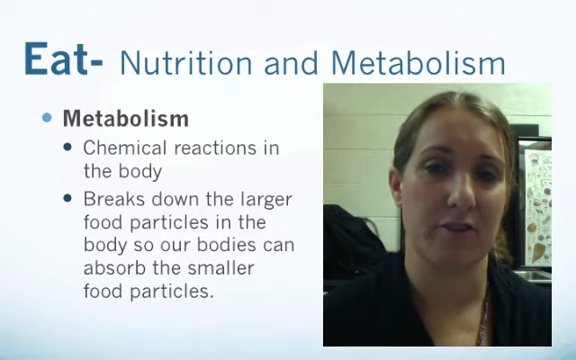 Eat- Nutrition and Metabolism
Metabolism
Chemical reactions in
the body
Breaks down the larger
food particles in the
body so our bodies can
absorb the smaller
food particles.